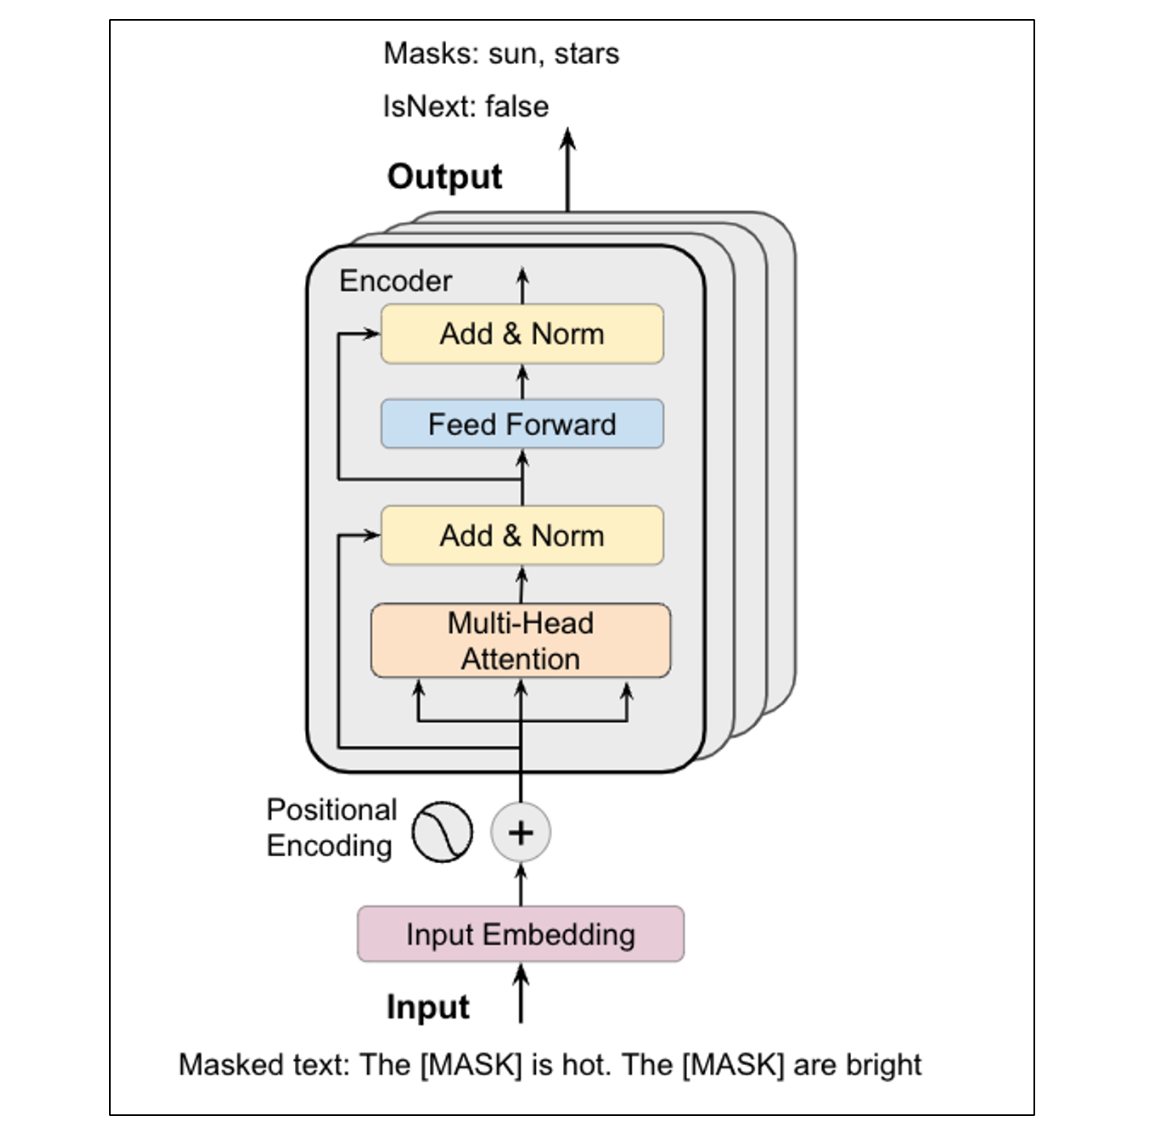 Masks: sun, stars
IsNext: false
Output
Encoder
Add & Norm
Feed Forward
Add & Norm
Multi-Head
Attention
Positional
Encoding
+
Input Embedding
Input
Masked text: The [MASK] is hot. The [MASK] are bright